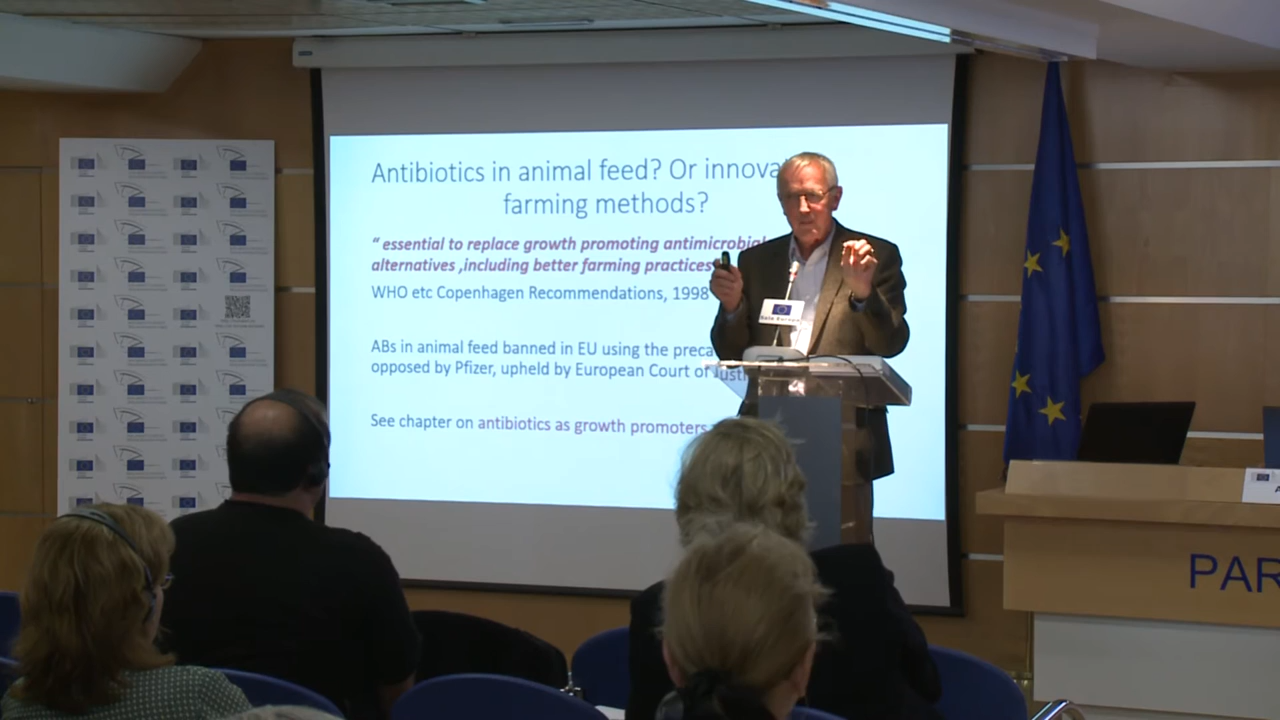 Antibiotics in animal feed? Or innova
farming methods?
“ essential to replace growth promoting antimicrobial
alternatives ,including better farming practices
WHO etc Copenhagen Recommendations, 1998
ABs in animal feed banned in EU using the preca
opposed by Pfizer, upheld by European Court of Justi
See chapter on antibiotics as growth promoters
Sala Europa
PAR